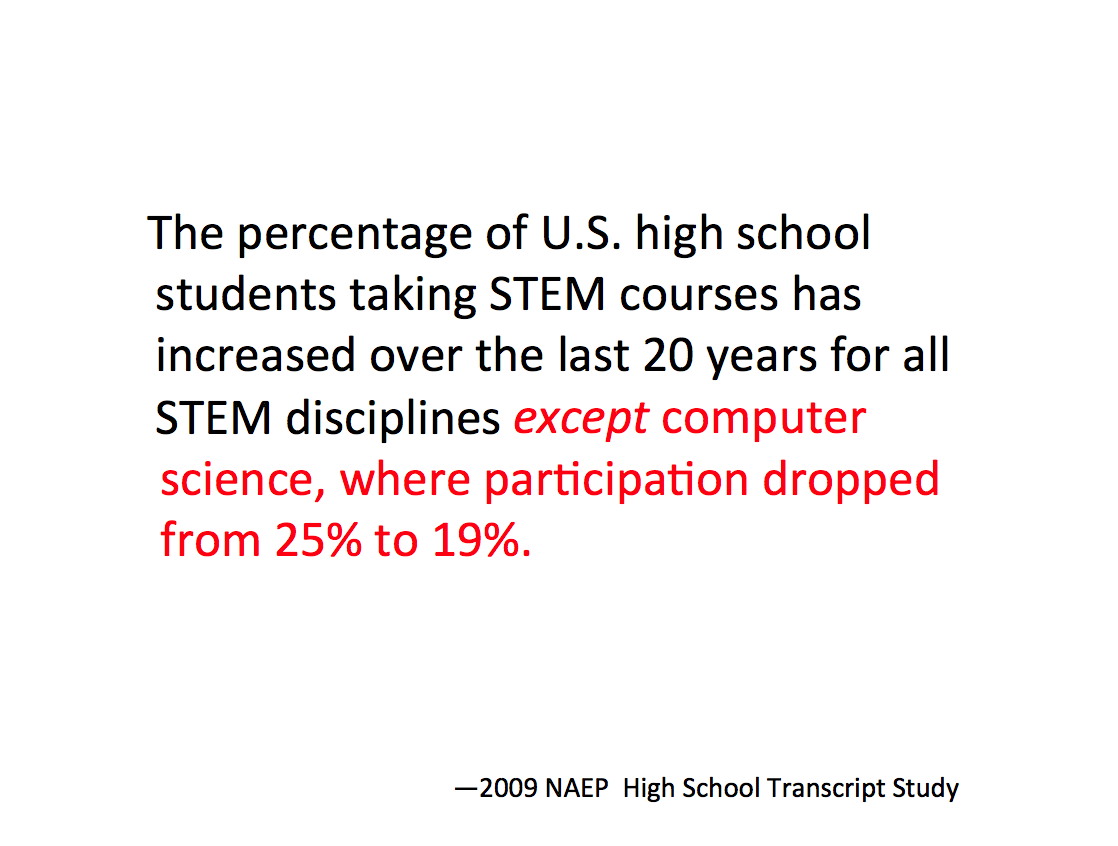 The percentage of U.S. high school
students taking STEM courses has
increased over the last 20 years for all
STEM disciplines except computer
science, where participation dropped
from 25% to 19%.
—2009 NAEP  High School Transcript Study